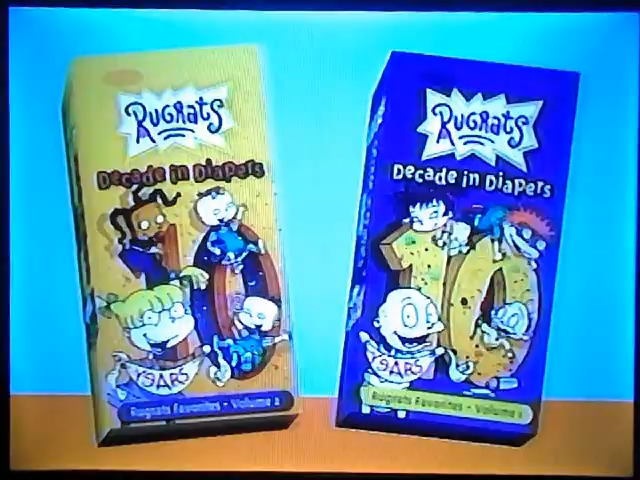 RUGRATS
Decade in Diapers
10
YEARS
Rugrats Favorites - Volume 2
RUGRATS
Decade in Diapers
10
YEARS
Rugrats Favorites - Volume 1